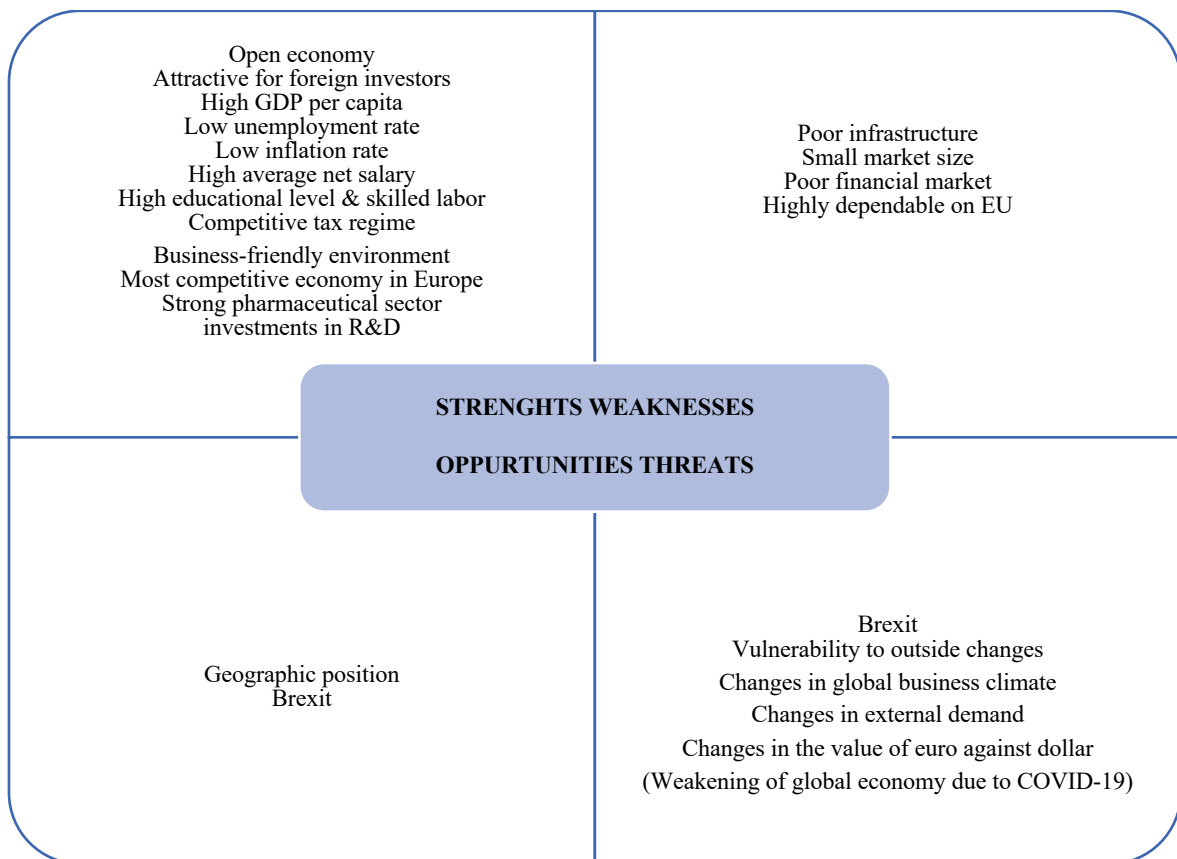 Open economy
Attractive for foreign investors
High GDP per capita
Low unemployment rate
Low inflation rate
High average net salary
High educational level & skilled labor
Competitive tax regime
Business-friendly environment
Most competitive economy in Europe
Strong pharmaceutical sector
investments in R&D
Poor infrastructure
Small market size
Poor financial market
Highly dependable on EU
STRENGHTS WEAKNESSES
OPPURTUNITIES THREATS
Geographic position
Brexit
Brexit
Vulnerability to outside changes
Changes in global business climate
Changes in external demand
Changes in the value of euro against dollar
(Weakening of global economy due to COVID-19)